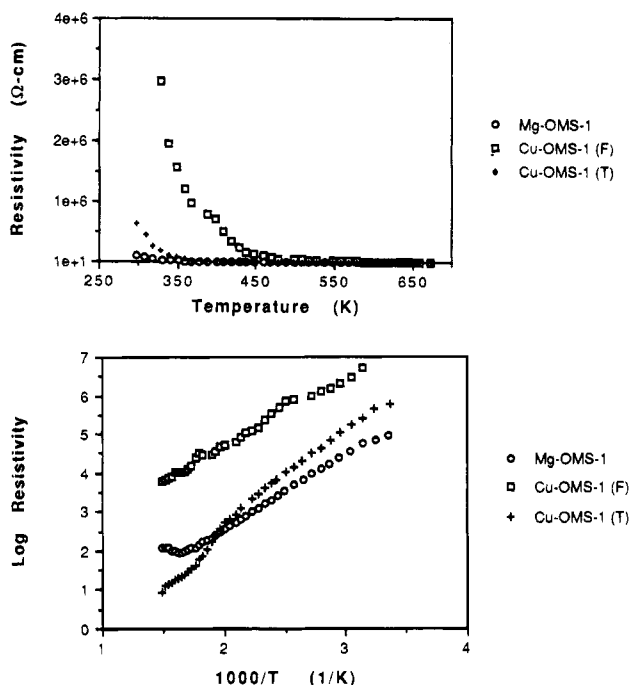 4e+6
3e+6
2e+6
1e+6
1e+1
250 350 450 550 650
Resistivity (Ω-cm)
Temperature (K)
Mg-OMS-1
Cu-OMS-1 (F)
Cu-OMS-1 (T)
7
6
5
4
3
2
1
0
1 2 3 4
Log Resistivity
1000/T (1/K)
Mg-OMS-1
Cu-OMS-1 (F)
Cu-OMS-1 (T)